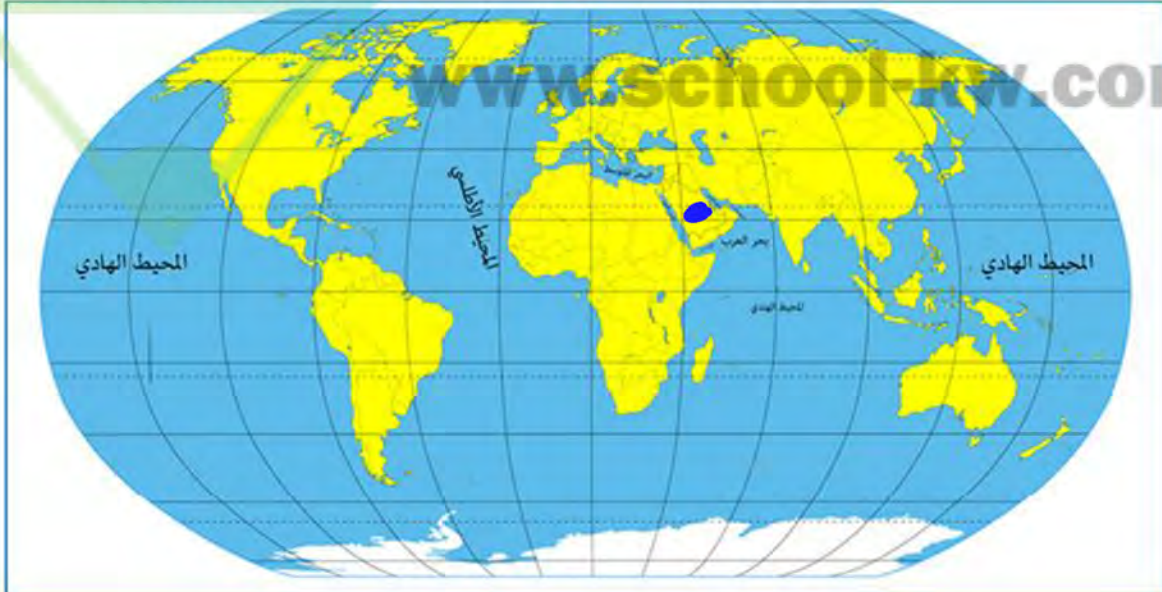 www.school-kw.com
البحر المتوسط
المحيط الأطلسي
بحر العرب
المحيط الهادي
المحيط الهادي
المحيط الهندي